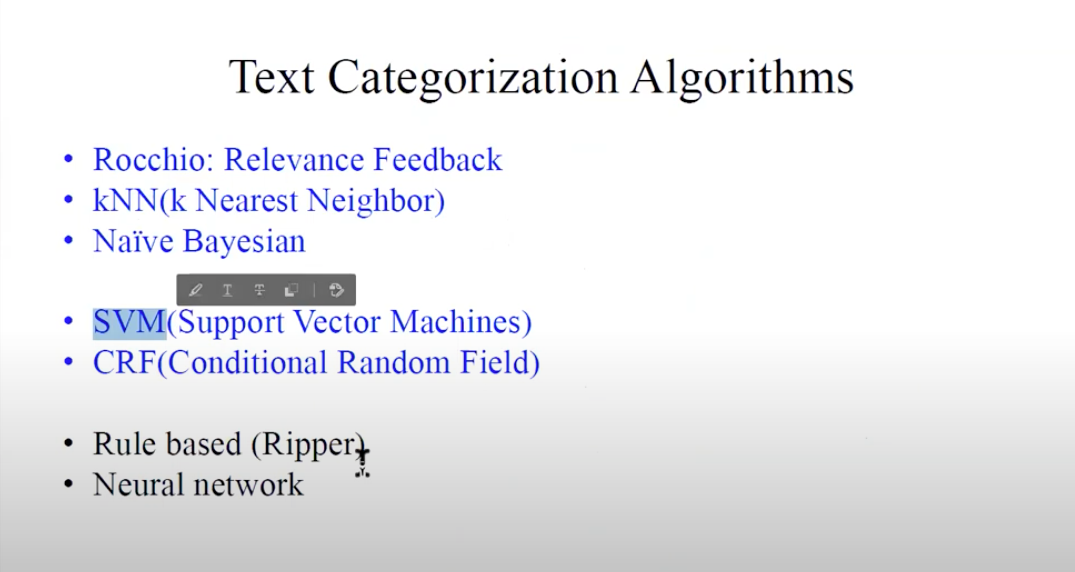 Text Categorization Algorithms
• Rocchio: Relevance Feedback
• kNN(k Nearest Neighbor)
• Naïve Bayesian
• SVM(Support Vector Machines)
• CRF(Conditional Random Field)
• Rule based (Ripper)
• Neural network